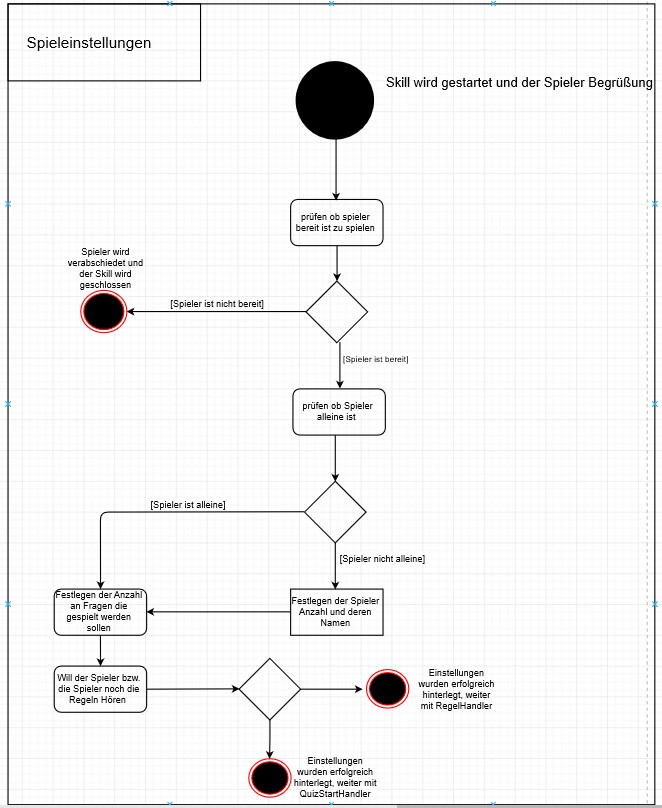 Spieleinstellungen
Skill wird gestartet und der Spieler Begrüßung
prüfen ob spieler
bereit ist zu spielen
Spieler wird
verabschiedet und
der Skill wird
geschlossen
[Spieler ist nicht bereit]
[Spieler ist bereit]
prüfen ob Spieler
alleine ist
[Spieler ist alleine]
[Spieler nicht alleine]
Festlegen der Anzahl
an Fragen die
gespielt werden
sollen
Festlegen der Spieler
Anzahl und deren
Namen
Will der Spieler bzw.
die Spieler noch die
Regeln Hören
Einstellungen
wurden erfolgreich
hinterlegt, weiter
mit RegelHandler
Einstellungen
wurden erfolgreich
hinterlegt, weiter mit
QuizStartHandler